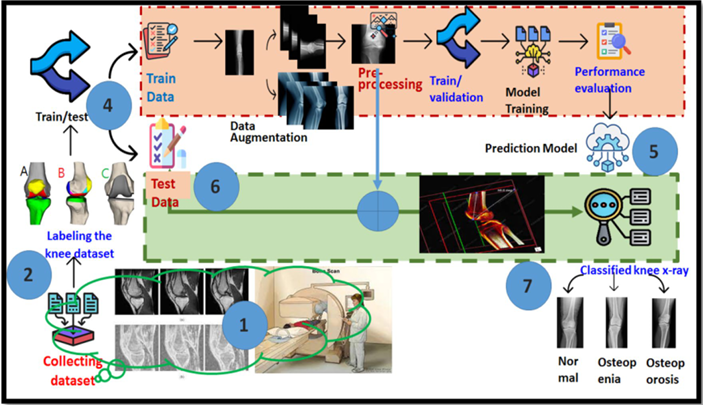 Train
Data
Data
Augmentation
Pre-
processing
Train/
validation
Model
Training
Performance
evaluation
Train/test
4
Prediction Model
5
A
B
C
Test
Data
6
Labeling the
knee dataset
2
1
Scan
Collecting
dataset
7
Classified knee x-ray
Nor
mal
Osteop
enia
Osteop
orosis